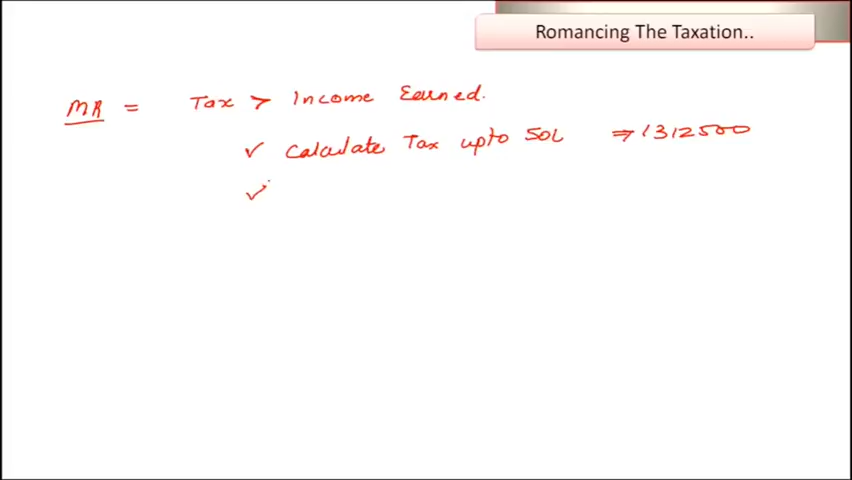 Romancing The Taxation..
MR = Tax > Income Earned.
✓ Calculate Tax upto 50L ⇒ 1312500
✓